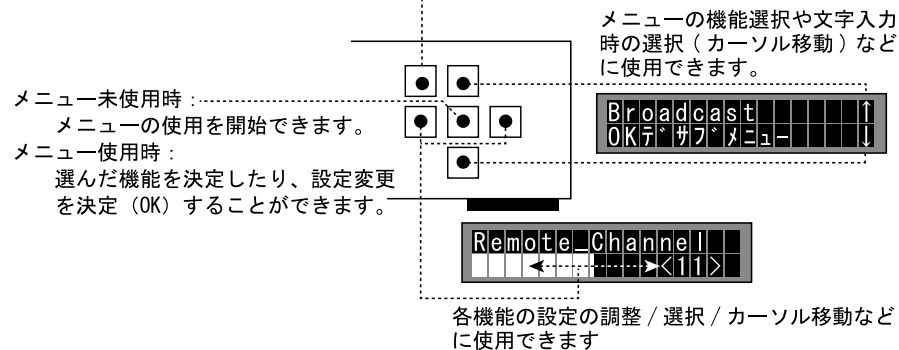 メニューの機能選択や文字入力
時の選択（カーソル移動）など
に使用できます。
メニュー未使用時：
メニューの使用を開始できます。
メニュー使用時：
選んだ機能を決定したり、設定変更
を決定（OK）することができます。
Broadcast ↑
OKデ サブ メニュー ↓
Remote_Channel
<11>
各機能の設定の調整／選択／カーソル移動など
に使用できます